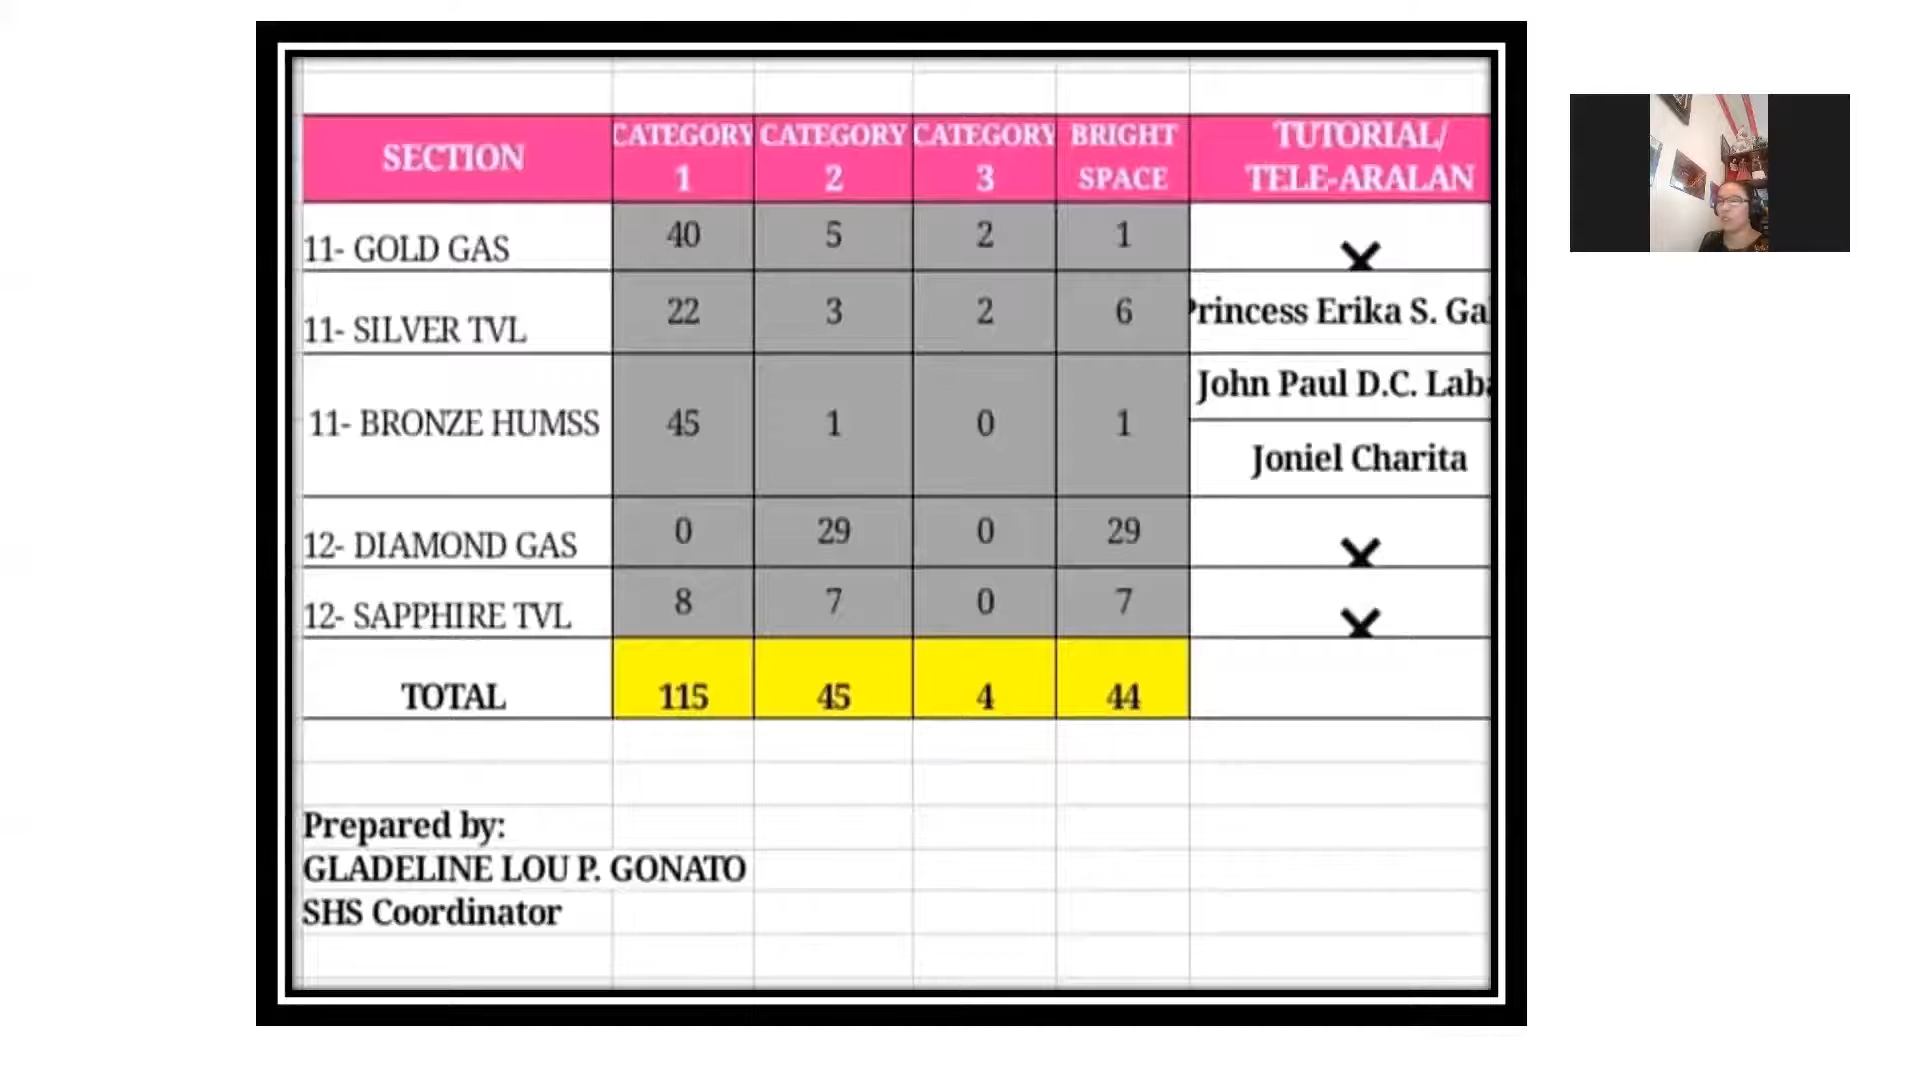 SECTION CATEGORY 1 CATEGORY 2 CATEGORY 3 BRIGHT SPACE TUTORIAL/ TELE-ARALAN
11- GOLD GAS 40 5 2 1 ×
11- SILVER TVL 22 3 2 6 Princess Erika S.
11- BRONZE HUMSS 45 1 0 1 John Paul D.C.
Joniel Charita
12- DIAMOND GAS 0 29 0 29 ×
12- SAPPHIRE TVL 8 7 0 7 ×
TOTAL 115 45 4 44
Prepared by:
GLADELINE LOU P. GONATO
SHS Coordinator